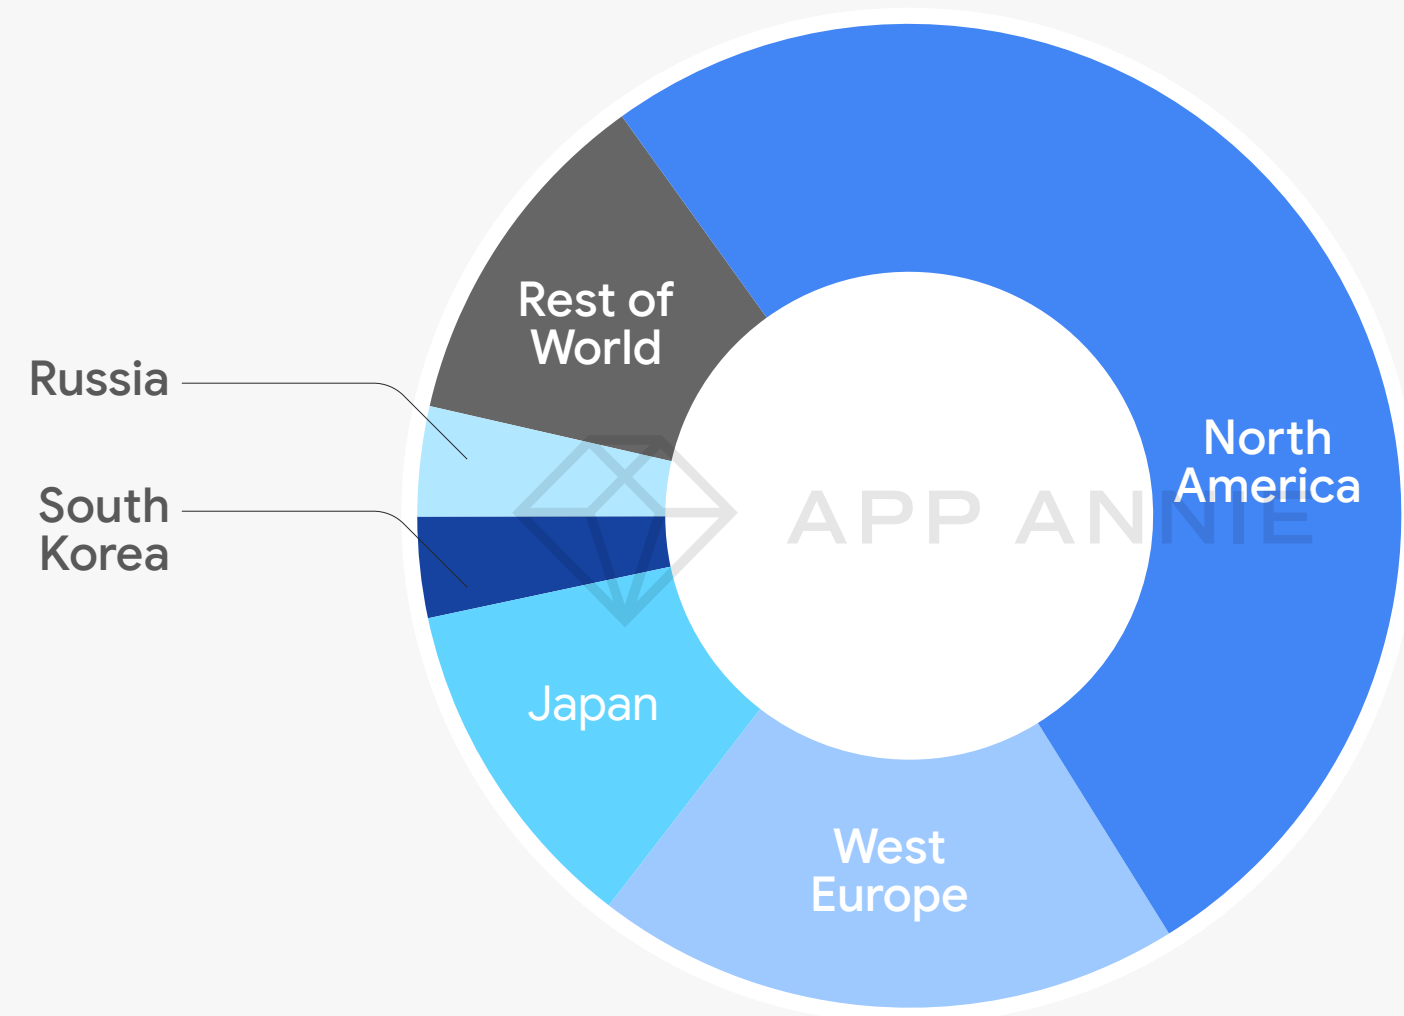 Rest of
World
Russia
North
America
South
Korea
APP ANNIE
Japan
West
Europe